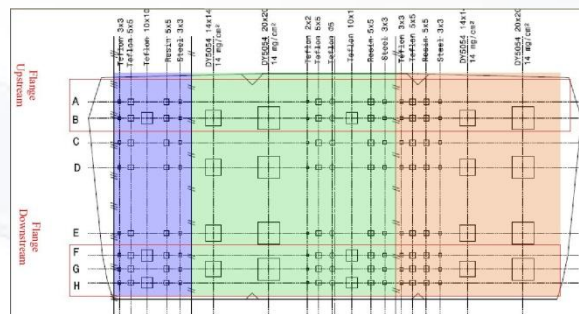 Teflon 3x3
Teflon 5x5
Teflon 10x10
Resin 5x5
Steel 3x3
DY5054 14x14
14 mg/cm²
DY5054 20x20
14 mg/cm²
Teflon 2x2
Teflon 5x5
Teflon d5
Teflon 10x1
Resin 5x5
Steel 3x3
Teflon 3x3
Teflon 5x5
Resin 5x5
Steel 3x3
DY5054 14x14
14 mg/cm²
DY5054 20x20
14 mg/cm²
Flange
Upstream
A
B
C
D
E
Flange
Downstream
F
G
H